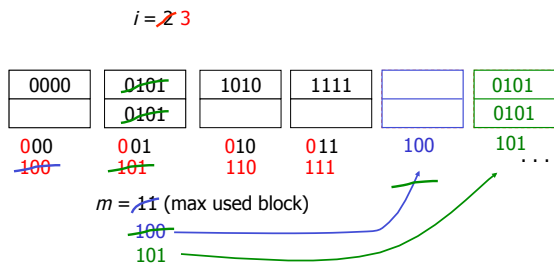 i = 2 3
0000 0101 1010 1111 0101
0101 0101
000 001 010 011 100 101
100 101 110 111 ...
m = 11 (max used block)
100
101